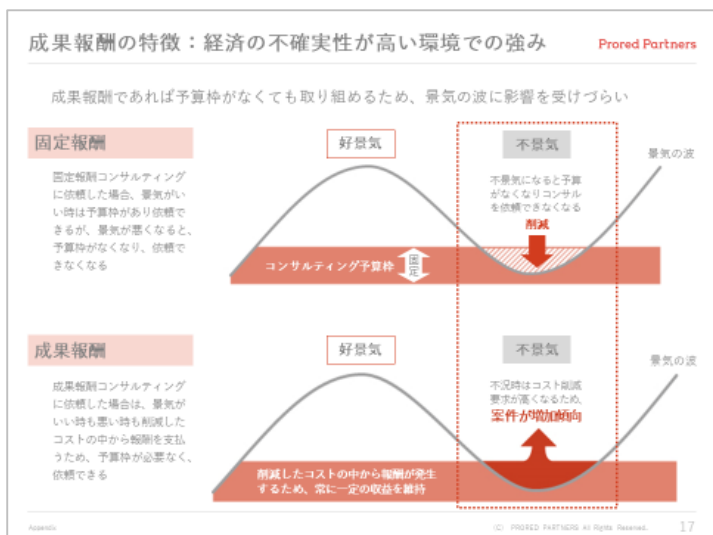 成果報酬の特徴：経済の不確実性が高い環境での強み
Prored Partners
成果報酬であれば予算枠がなくても取り組めるため、景気の波に影響を受けづらい
固定報酬
固定報酬コンサルティング
に依頼した場合、景気がい
い時は予算枠があり依頼で
きるが、景気が悪くなると、
予算枠がなくなり、依頼で
きなくなる
好景気
不景気
景気の波
不景気になると予算
がなくなりコンサル
を依頼できなくなる
削減
コンサルティング予算枠
固定
成果報酬
成果報酬コンサルティング
に依頼した場合は、景気が
いい時も悪い時も削減した
コストの中から報酬を支払
うため、予算枠が必要なく、
依頼できる
好景気
不景気
景気の波
不況時はコスト削減
要求が高くなるため、
案件が増加傾向
削減したコストの中から報酬が発生
するため、常に一定の収益を維持
Appendix
（C） PRORED PARTNERS All Rights Reserved.
17